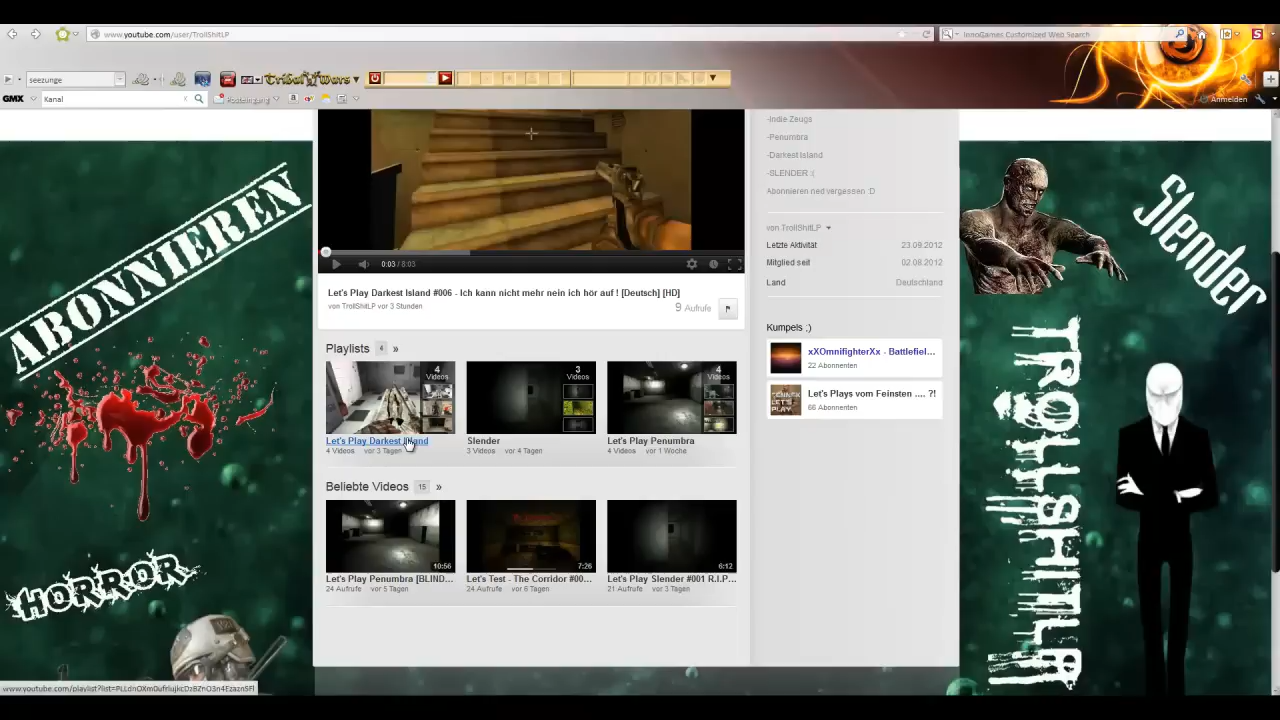 www.youtube.com/user/TrollShitLP
InnoGames Customized Web Search
seezunge
Tribal Wars
GMX
Kanal
Posteingang
Anmelden
ABONNIEREN
HORROR
-Indie Zeugs
-Penumbra
-Darkest Island
-SLENDER :(
Abonnieren ned vergessen :D
von TrollShitLP
Letzte Aktivität 23.09.2012
Mitglied seit 02.08.2012
Land Deutschland
0:03 / 8:03
Let's Play Darkest Island #006 - Ich kann nicht mehr nein ich hör auf ! [Deutsch] [HD]
von TrollShitLP vor 3 Stunden
9 Aufrufe
Kumpels ;)
xXOmnifighterXx - Battlefiel...
22 Abonnenten
Let's Plays vom Feinsten .... ?!
66 Abonnenten
Playlists 4 »
4 Videos
3 Videos
4 Videos
Let's Play Darkest Island
4 Videos vor 3 Tagen
Slender
3 Videos vor 4 Tagen
Let's Play Penumbra
4 Videos vor 1 Woche
Beliebte Videos 15 »
10:56
7:26
6:12
Let's Play Penumbra [BLIND...
24 Aufrufe vor 5 Tagen
Let's Test - The Corridor #00...
24 Aufrufe vor 6 Tagen
Let's Play Slender #001 R.I.P...
21 Aufrufe vor 3 Tagen
Slender
TROLLSHITLP